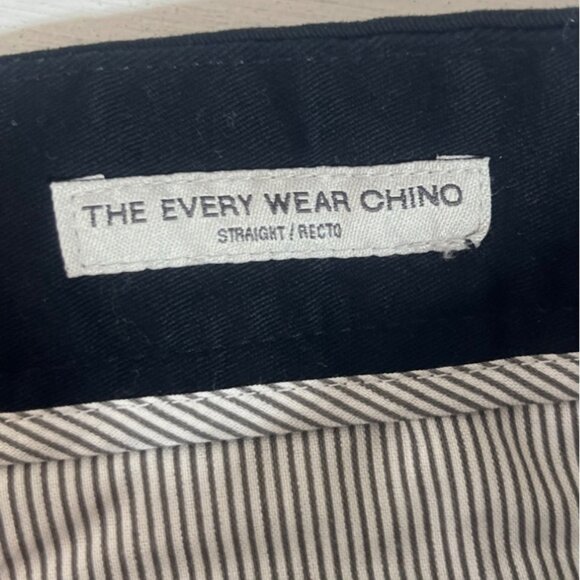 THE EVERY WEAR CHINO
STRAIGHT / RECTO